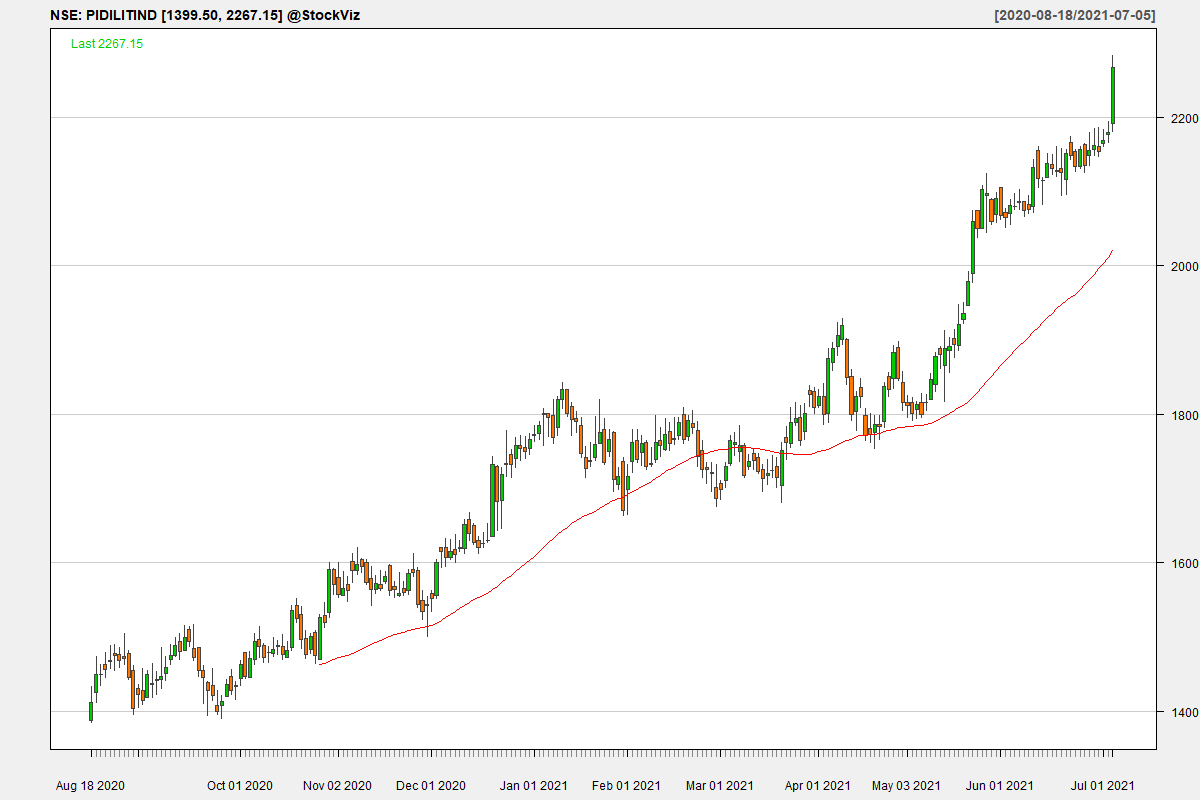 NSE: PIDILITIND [1399.50, 2267.15] @StockViz [2020-08-18/2021-07-05]
Last 2267.15
2200
2000
1800
1600
1400
Aug 18 2020 Oct 01 2020 Nov 02 2020 Dec 01 2020 Jan 01 2021 Feb 01 2021 Mar 01 2021 Apr 01 2021 May 03 2021 Jun 01 2021 Jul 01 2021